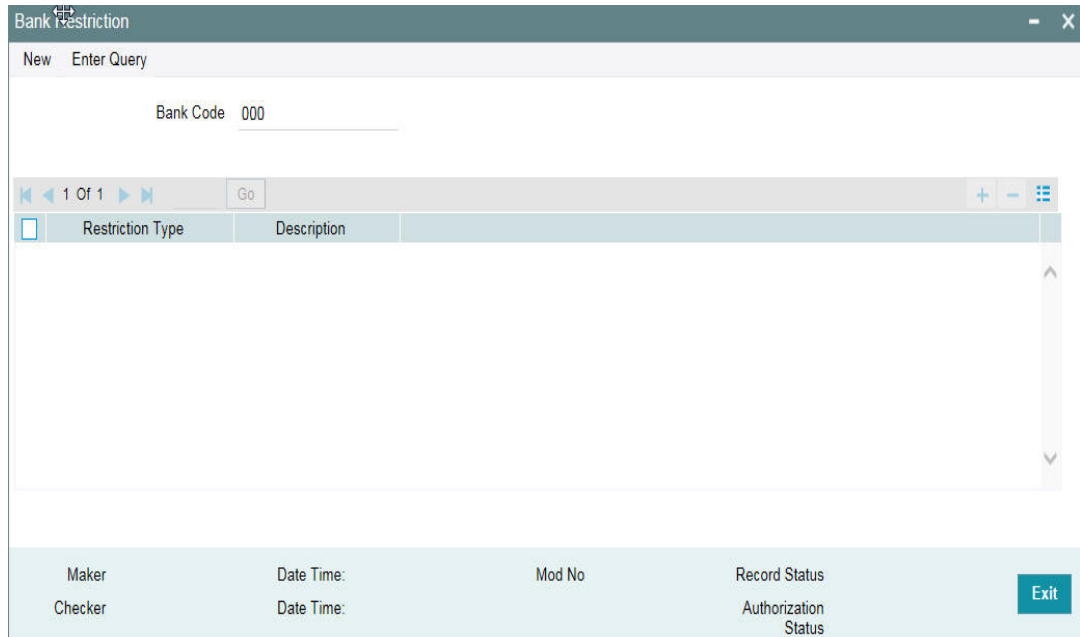 Bank Restriction
New Enter Query
Bank Code 000
1 Of 1 Go
Restriction Type Description
Maker Date Time: Mod No Record Status
Checker Date Time: Authorization Status
Exit